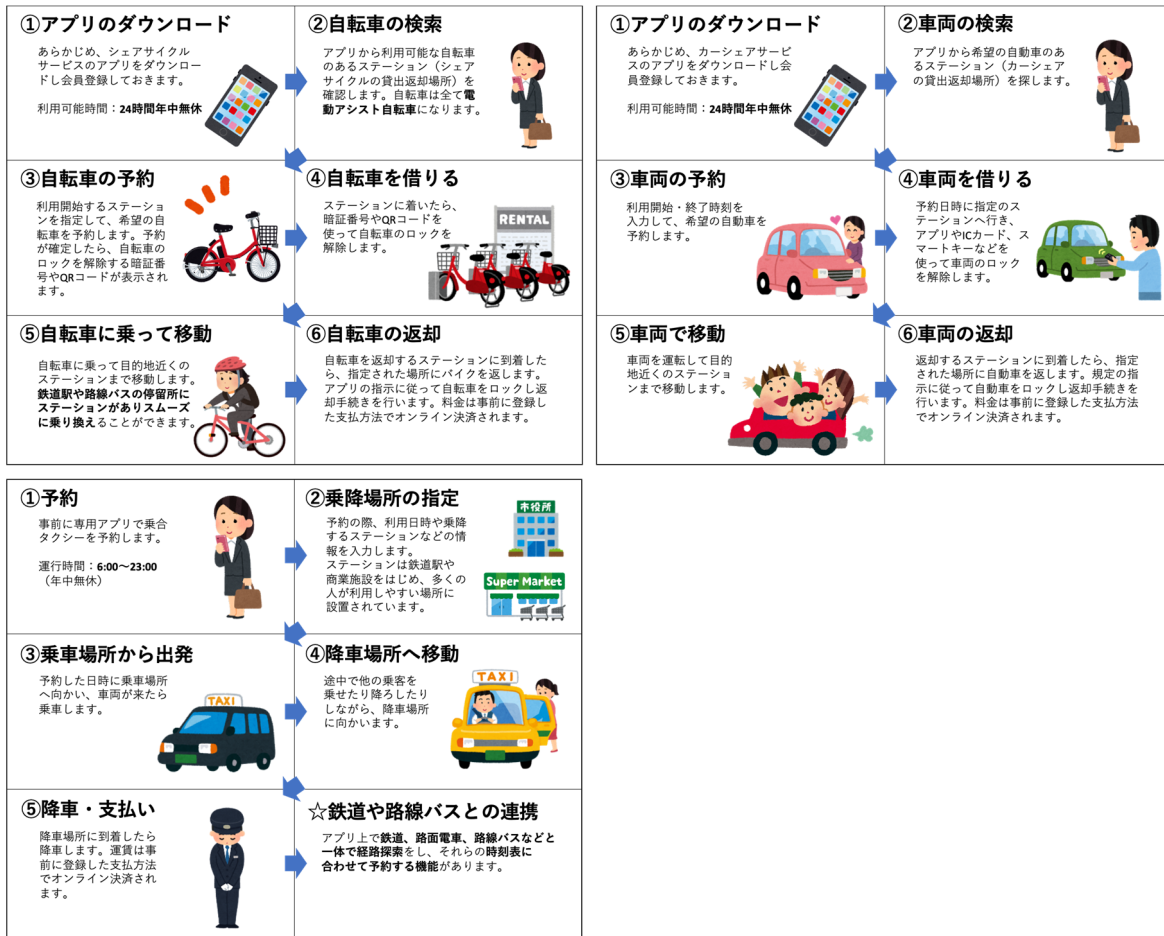 ①アプリのダウンロード
あらかじめ、シェアサイクル
サービスのアプリをダウンロー
ドし会員登録しておきます。
利用可能時間：24時間年中無休
②自転車の検索
アプリから利用可能な自転車
のあるステーション（シェア
サイクルの貸出返却場所）を
確認します。自転車は全て電
動アシスト自転車になります。
③自転車の予約
利用開始するステーショ
ンを指定して、希望の自
転車を予約します。予約
が確定したら、自転車の
ロックを解除する暗証番
号やQRコードが表示され
ます。
④自転車を借りる
ステーションに着いたら、
暗証番号やQRコードを
使って自転車のロックを
解除します。
RENTAL
⑤自転車に乗って移動
自転車に乗って目的地近くの
ステーションまで移動します。
鉄道駅や路線バスの停留所に
ステーションがありスムーズ
に乗り換えることができます。
⑥自転車の返却
自転車を返却するステーションに到着した
ら、指定された場所にバイクを返します。
アプリの指示に従って自転車をロックし返
却手続きを行います。料金は事前に登録し
た支払方法でオンライン決済されます。
①アプリのダウンロード
あらかじめ、カーシェアサービ
スのアプリをダウンロードし会
員登録しておきます。
利用可能時間：24時間年中無休
②車両の検索
アプリから希望の自動車のあ
るステーション（カーシェア
の貸出返却場所）を探します。
③車両の予約
利用開始・終了時刻を
入力して、希望の自動車を
予約します。
④車両を借りる
予約日時に指定のス
テーションへ行き、
アプリやICカード、ス
マートキーなどを
使って車両のロック
を解除します。
⑤車両で移動
車両を運転して目的
地近くのステーショ
ンまで移動します。
⑥車両の返却
返却するステーションに到着したら、指定
された場所に自動車を返します。規定の指
示に従って自動車をロックし返却手続きを
行います。料金は事前に登録した支払方法
でオンライン決済されます。
①予約
事前に専用アプリで乗合
タクシーを予約します。
運行時間：6:00〜23:00
（年中無休）
②乗降場所の指定
予約の際、利用日時や乗降
するステーションなどの情
報を入力します。
ステーションは鉄道駅や
商業施設をはじめ、多くの
人が利用しやすい場所に
設置されています。
市役所
Super Market
③乗車場所から出発
予約した日時に乗車場所
へ向かい、車両が来たら
乗車します。
TAXI
④降車場所へ移動
途中で他の乗客を
乗せたり降ろしたり
しながら、降車場所
に向かいます。
TAXI
⑤降車・支払い
降車場所に到着したら
降車します。運賃は事
前に登録した支払方法
でオンライン決済され
ます。
☆鉄道や路線バスとの連携
アプリ上で鉄道、路面電車、路線バスなどと
一体で経路探索をし、それらの時刻表に
合わせて予約する機能があります。